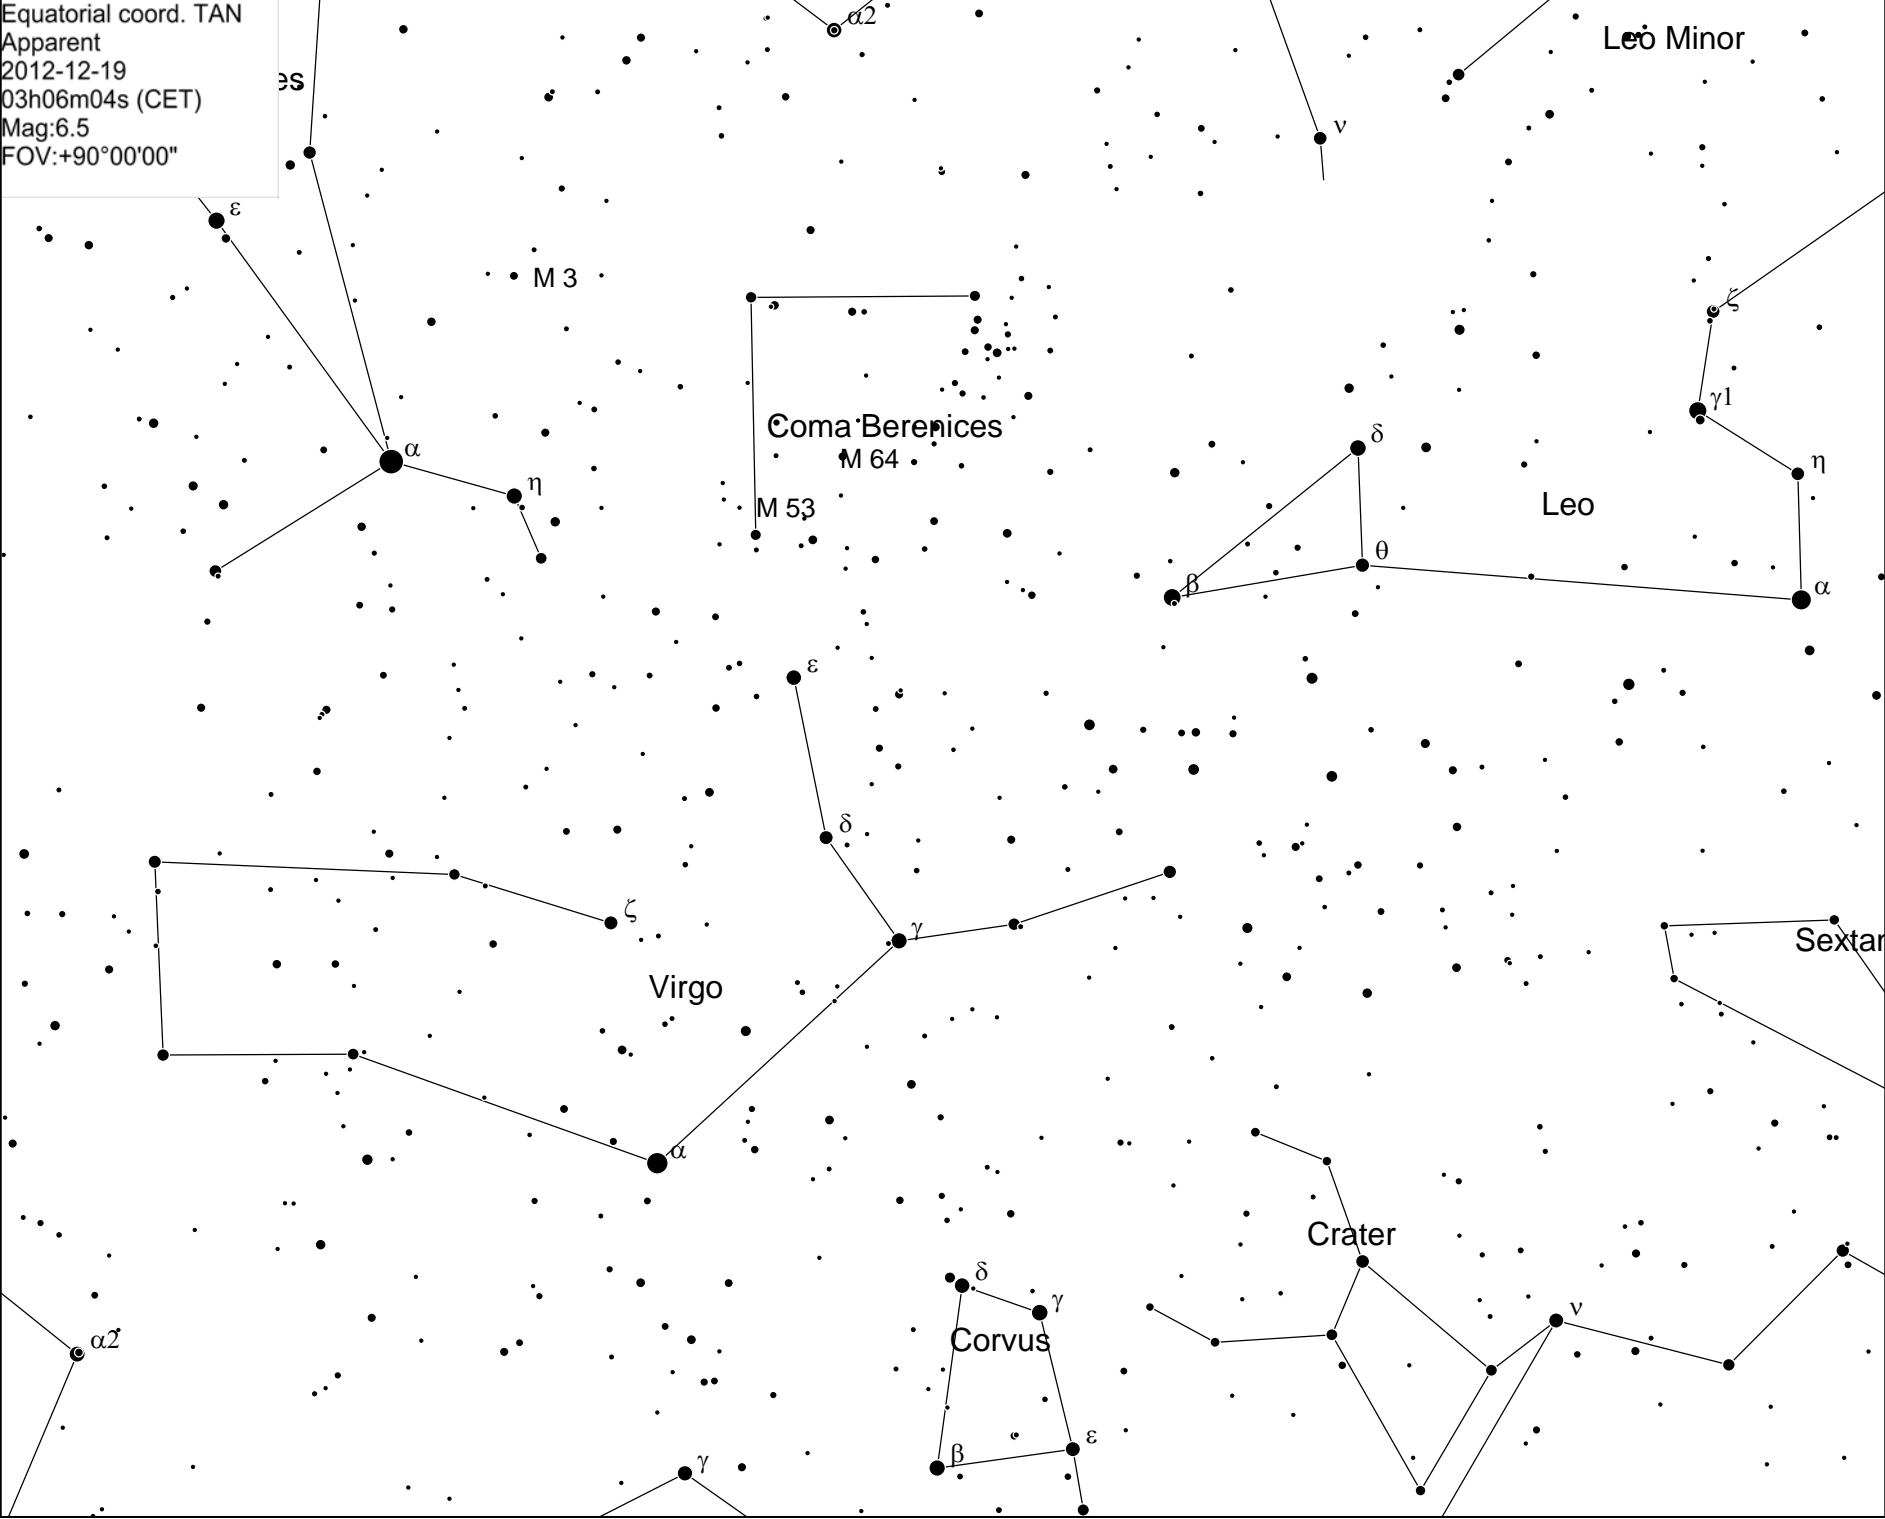 Equatorial coord. TAN
Apparent
2012-12-19
03h06m04s (CET)
Mag:6.5
FOV:+90°00'00"
es
α2
Leo Minor
ν
ε
M 3
ζ
γ1
Coma Berenices
α
δ
M 64
η
η
M 53
Leo
θ
β
α
ε
δ
ζ
γ
Sextar
Virgo
α
Crater
δ
γ
ν
Corvus
α2
ε
β
γ